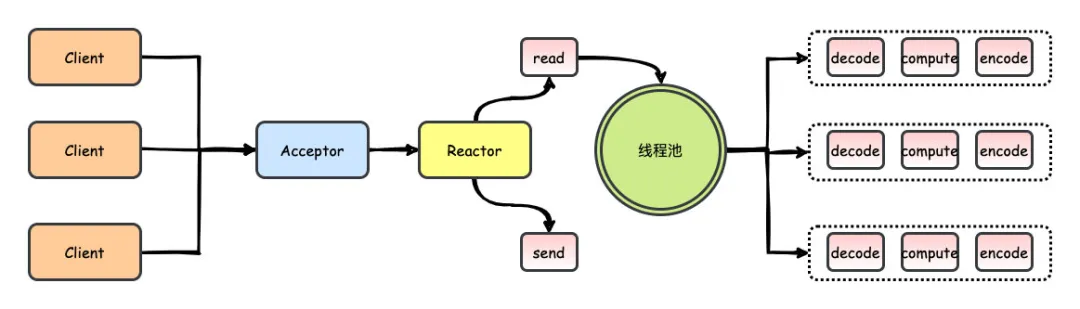 Client
Client
Client
Acceptor
Reactor
read
send
线程池
decode compute encode
decode compute encode
decode compute encode